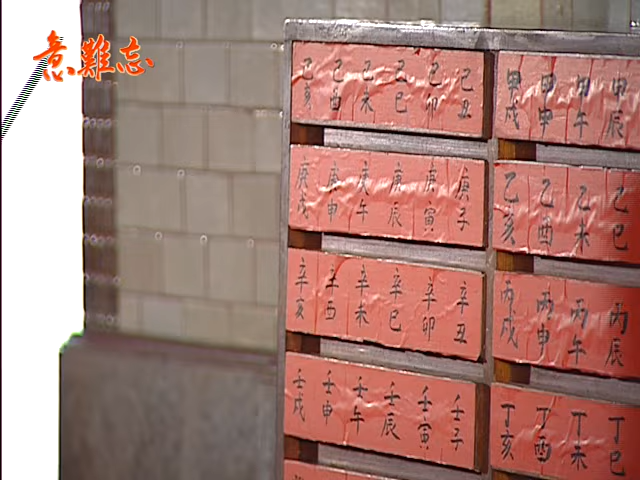 意難忘
甲辰
甲午
甲申
甲戌
乙巳
乙未
乙酉
乙亥
丙辰
丙午
丙申
丙戌
丁巳
丁未
丁酉
丁亥
己丑
己卯
己巳
己未
己酉
己亥
庚子
庚寅
庚辰
庚午
庚申
庚戌
辛丑
辛卯
辛巳
辛未
辛酉
辛亥
壬子
壬寅
壬辰
壬午
壬申
壬戌